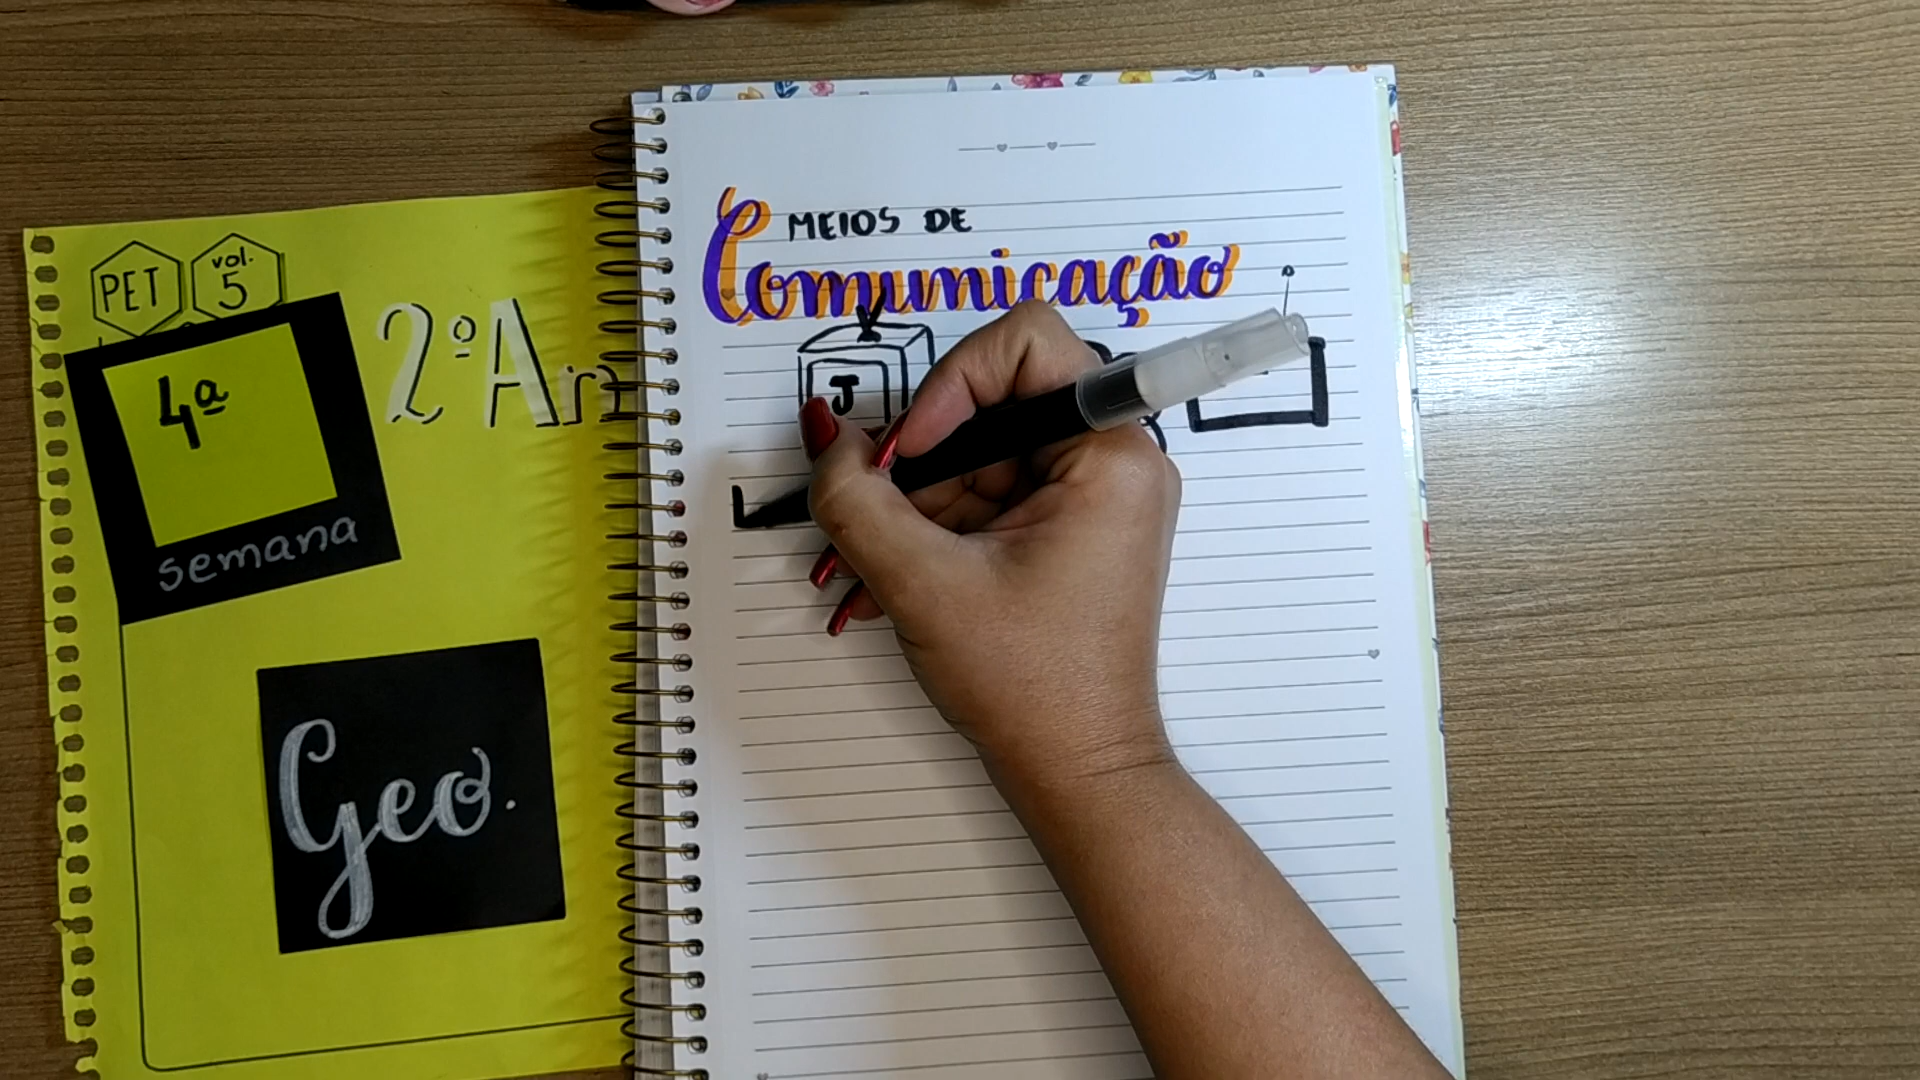 PET
vol.
5
4ª
semana
2º An
Geo.
MEIOS DE
Comunicação
J